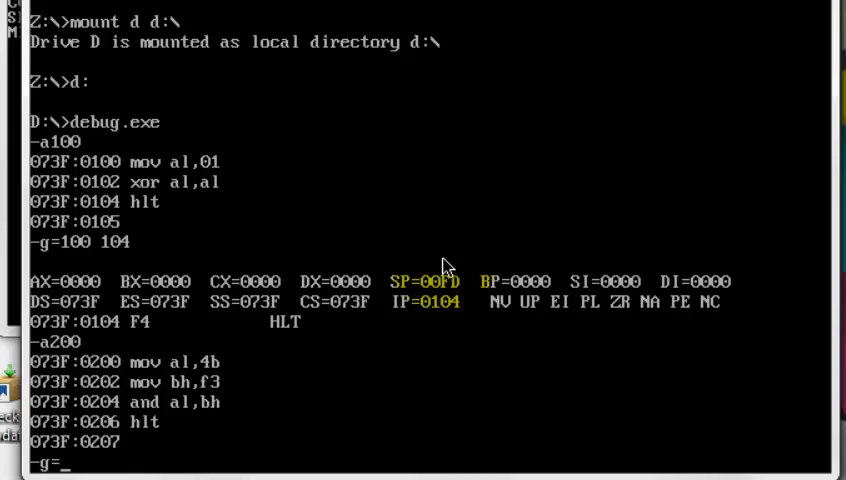 Z:\>mount d d:\
Drive D is mounted as local directory d:\
Z:\>d:
D:\>debug.exe
-a100
073F:0100 mov al,01
073F:0102 xor al,al
073F:0104 hlt
073F:0105
-g=100 104
AX=0000 BX=0000 CX=0000 DX=0000 SP=00FD BP=0000 SI=0000 DI=0000
DS=073F ES=073F SS=073F CS=073F IP=0104 NV UP EI PL ZR NA PE NC
073F:0104 F4 HLT
-a200
073F:0200 mov al,4b
073F:0202 mov bh,f3
073F:0204 and al,bh
073F:0206 hlt
073F:0207
-g=_